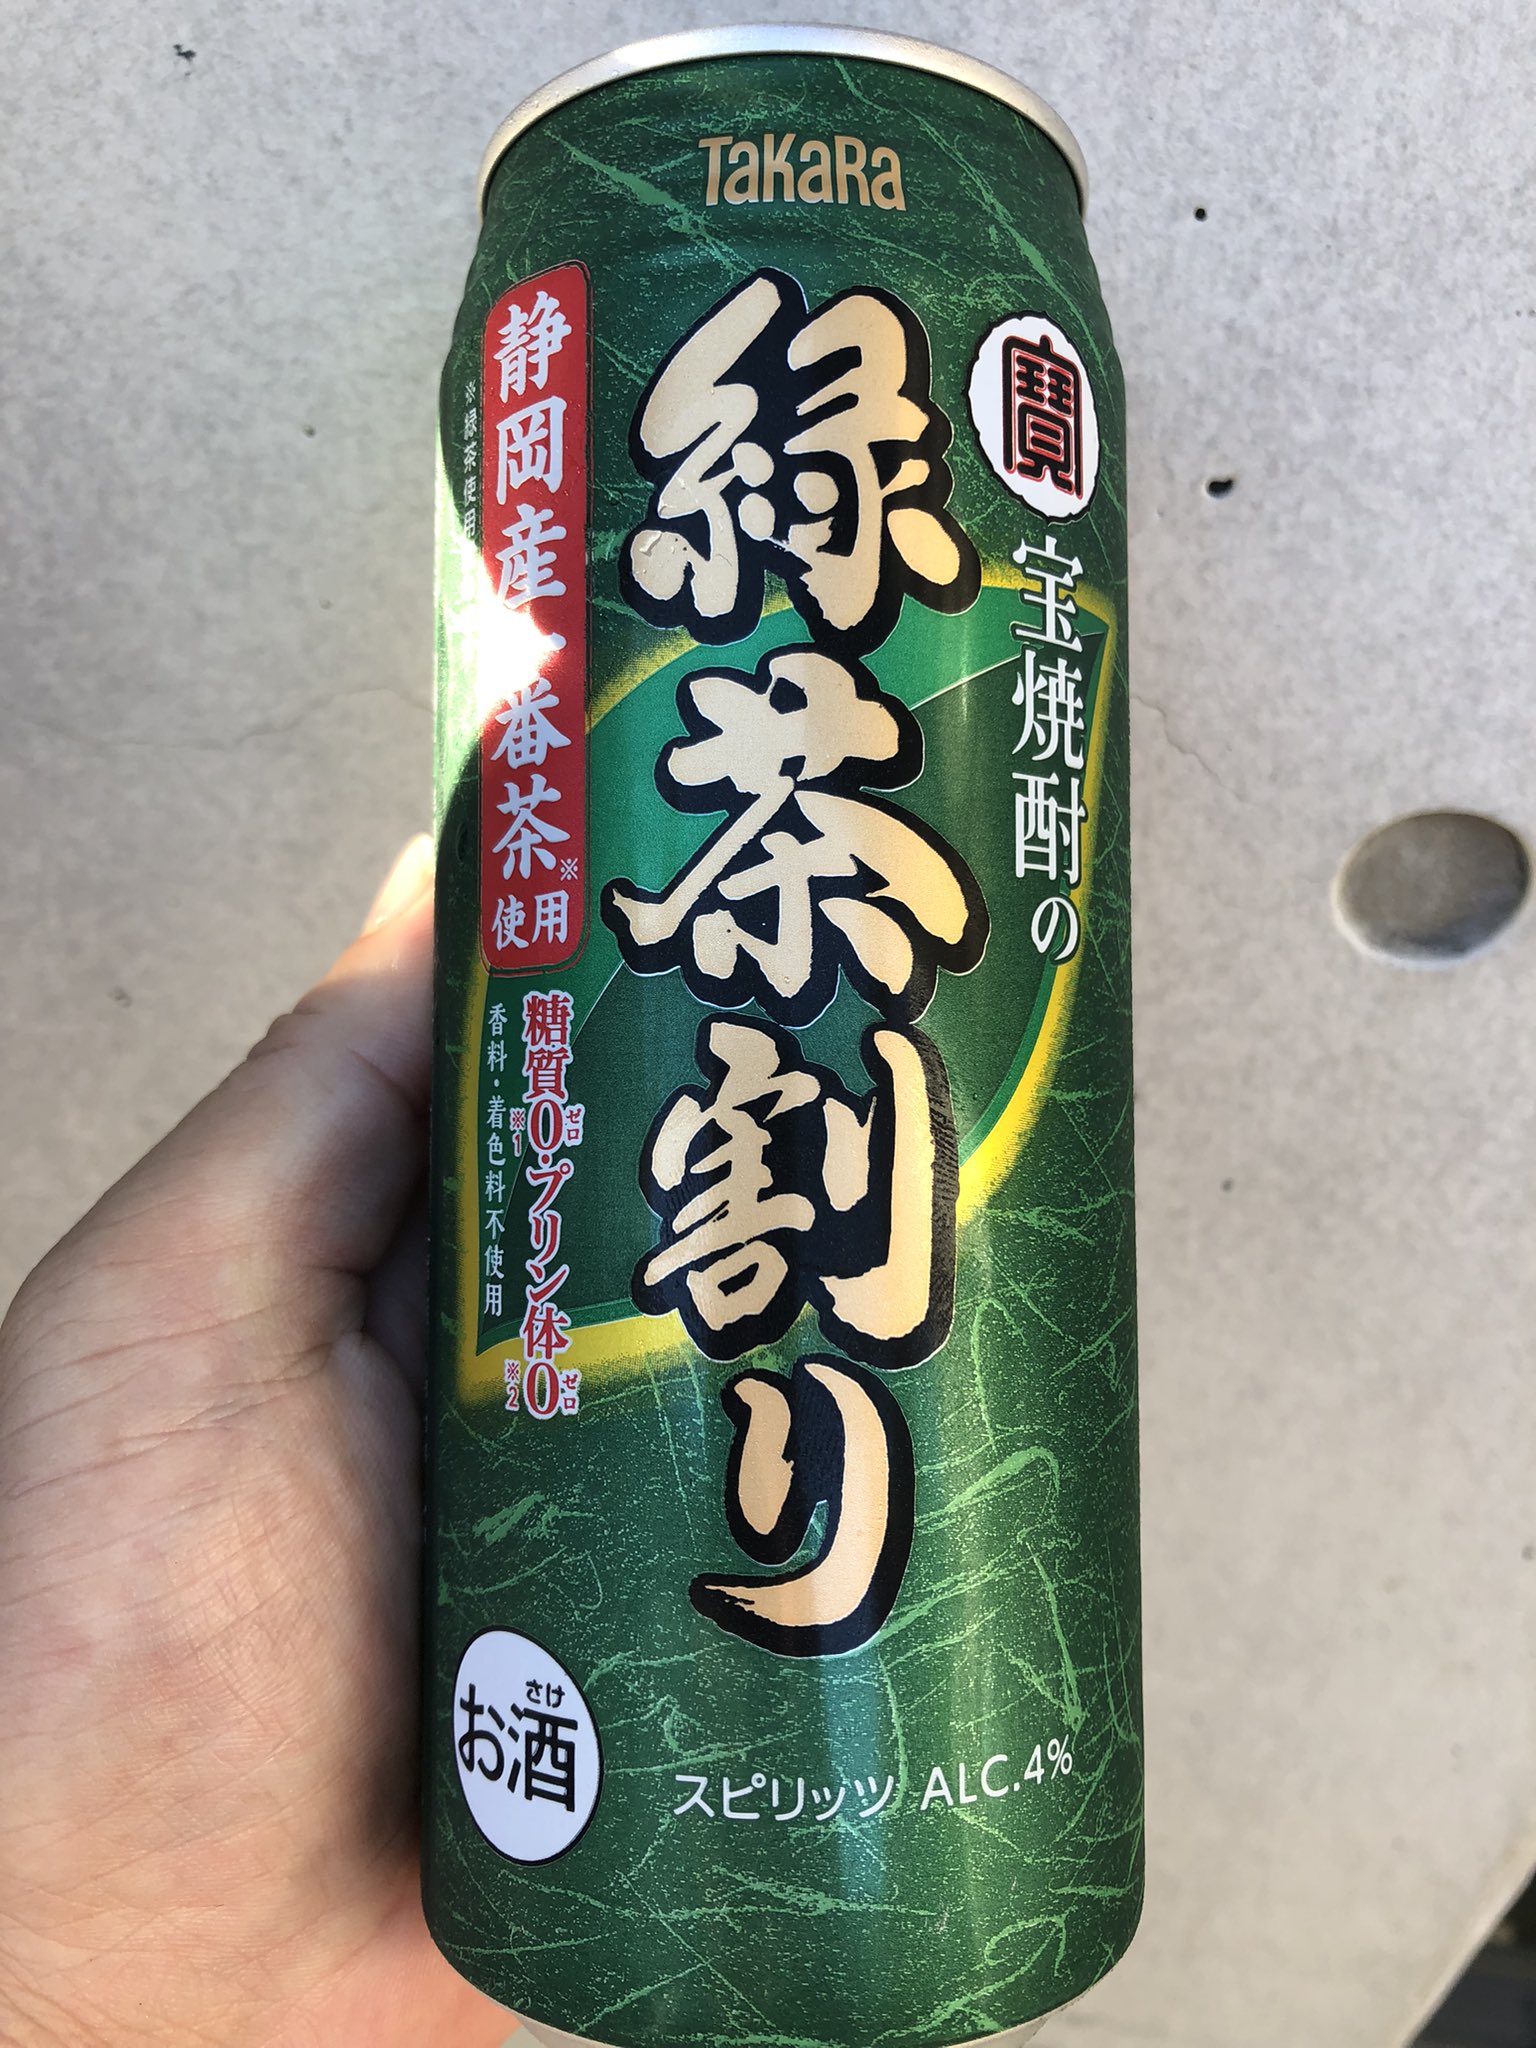 TaKaRa
寶
宝焼酎の
緑茶割り
静岡産一番茶※使用
※緑茶使用
糖質0ゼロ※1・プリン体0ゼロ※2
香料・着色料不使用
お酒さけ
スピリッツ ALC.4%